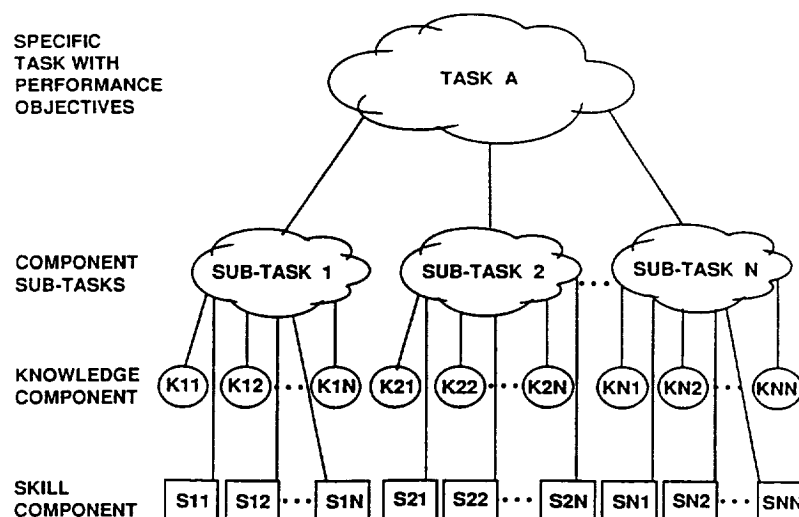 SPECIFIC
TASK WITH
PERFORMANCE
OBJECTIVES
TASK A
COMPONENT
SUB-TASKS
SUB-TASK 1
SUB-TASK 2
...
SUB-TASK N
KNOWLEDGE
COMPONENT
K11 K12 ... K1N K21 K22 ... K2N KN1 KN2 ... KNN
SKILL
COMPONENT
S11 S12 ... S1N S21 S22 ... S2N SN1 SN2 ... SNN